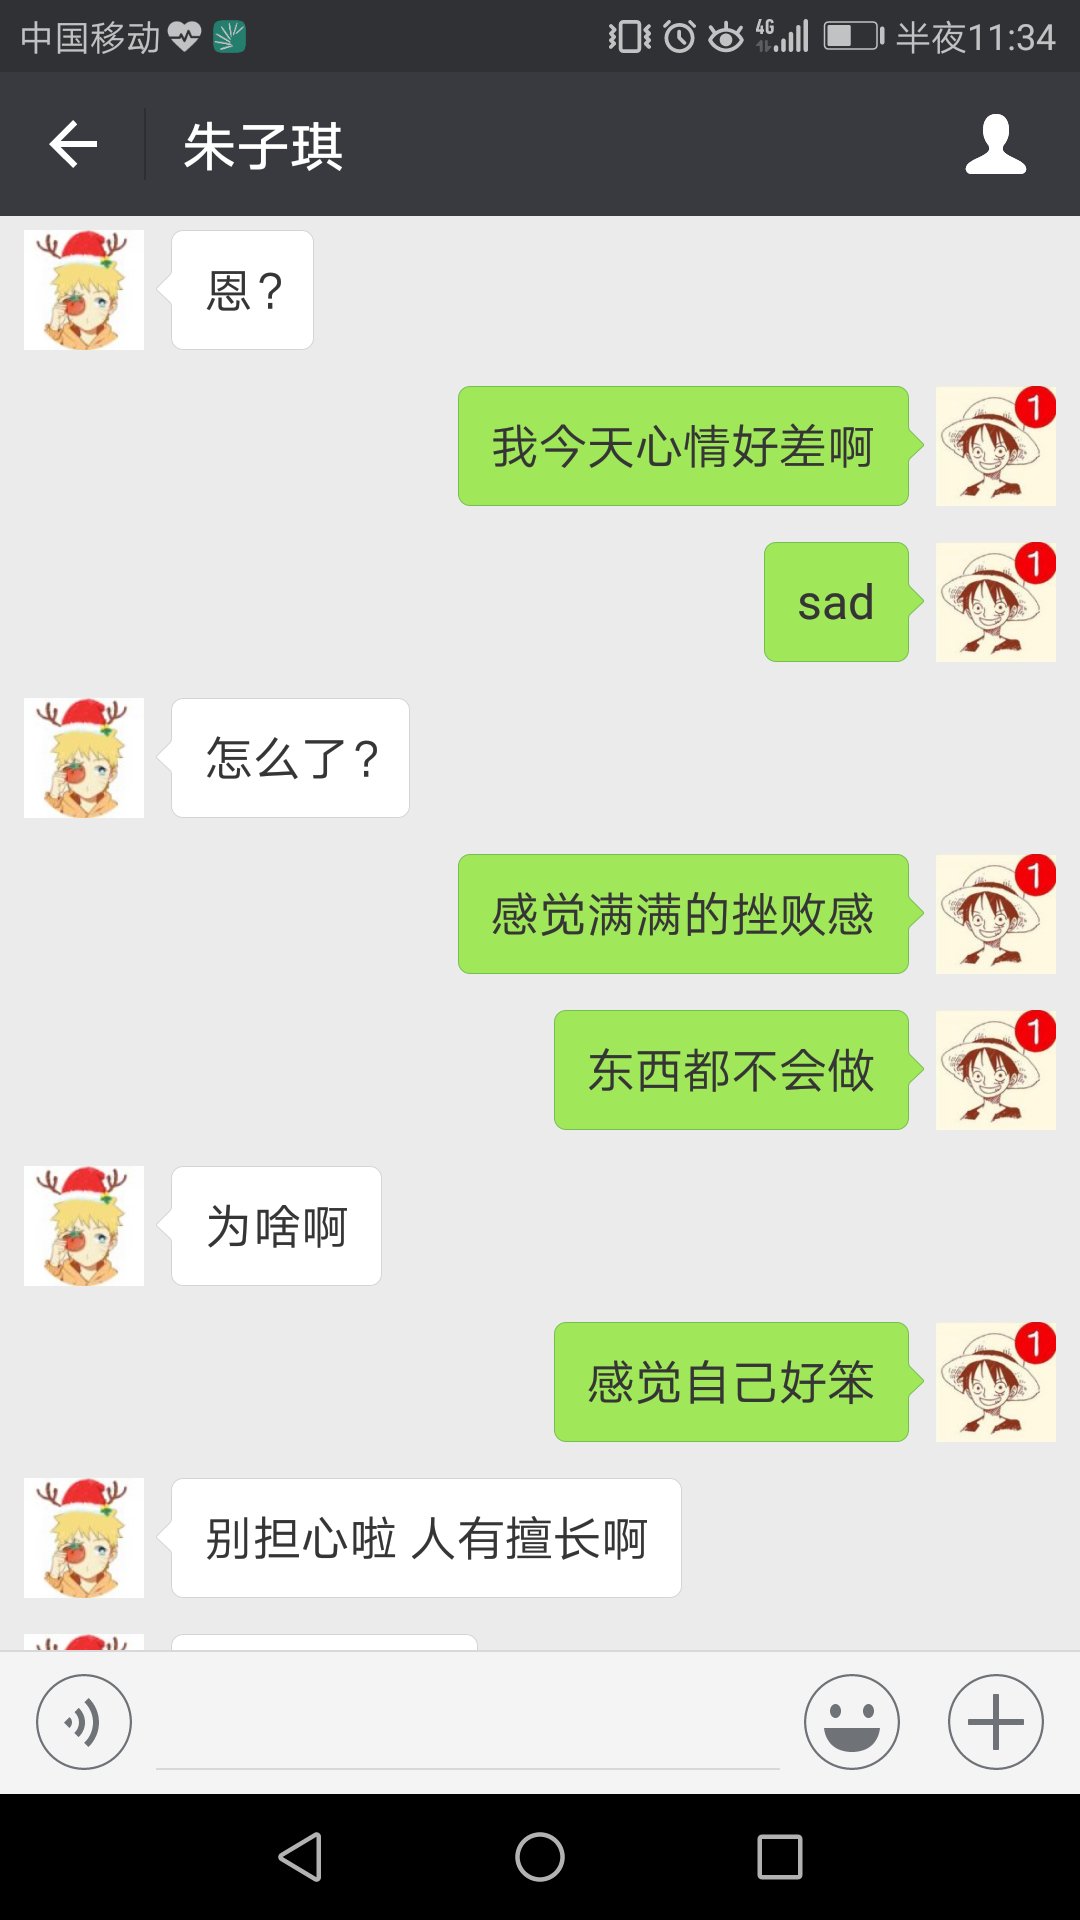 中国移动 4G 半夜11:34
朱子琪
恩？
我今天心情好差啊
1
sad
1
怎么了？
感觉满满的挫败感
1
东西都不会做
1
为啥啊
感觉自己好笨
1
别担心啦 人有擅长啊